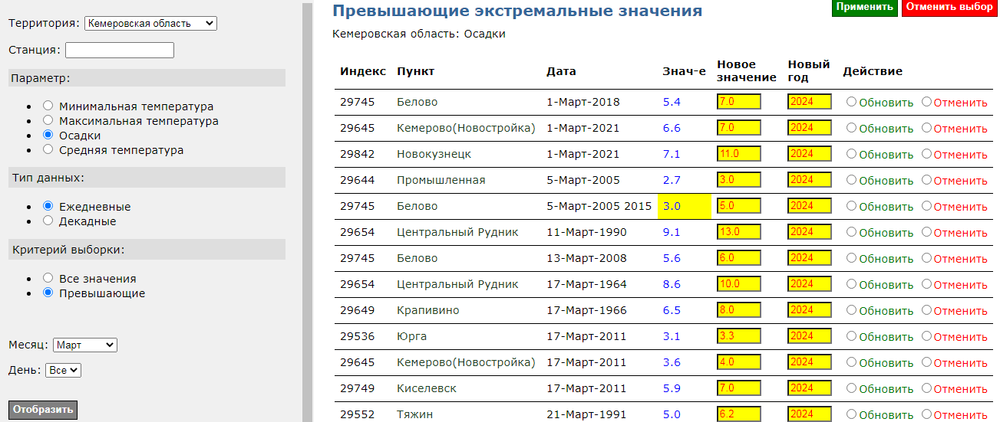 Территория: Кемеровская область
Станция:
Параметр:
Минимальная температура
Максимальная температура
Осадки
Средняя температура
Тип данных:
Ежедневные
Декадные
Критерий выборки:
Все значения
Превышающие
Месяц: Март
День: Все
Отобразить
Превышающие экстремальные значения
Применить Отменить выбор
Кемеровская область: Осадки
Индекс Пункт Дата Знач-е Новое значение Новый год Действие
29745 Белово 1-Март-2018 5.4 7.0 2024 Обновить Отменить
29645 Кемерово(Новостройка) 1-Март-2021 6.6 7.0 2024 Обновить Отменить
29842 Новокузнецк 1-Март-2021 7.1 11.0 2024 Обновить Отменить
29644 Промышленная 5-Март-2005 2.7 3.0 2024 Обновить Отменить
29745 Белово 5-Март-2005 2015 3.0 5.0 2024 Обновить Отменить
29654 Центральный Рудник 11-Март-1990 9.1 13.0 2024 Обновить Отменить
29745 Белово 13-Март-2008 5.6 6.0 2024 Обновить Отменить
29654 Центральный Рудник 17-Март-1964 8.6 10.0 2024 Обновить Отменить
29649 Крапивино 17-Март-1966 6.5 8.0 2024 Обновить Отменить
29536 Юрга 17-Март-2011 3.1 3.3 2024 Обновить Отменить
29645 Кемерово(Новостройка) 17-Март-2011 3.6 4.0 2024 Обновить Отменить
29749 Киселевск 17-Март-2011 5.9 7.0 2024 Обновить Отменить
29552 Тяжин 21-Март-1991 5.0 6.2 2024 Обновить Отменить